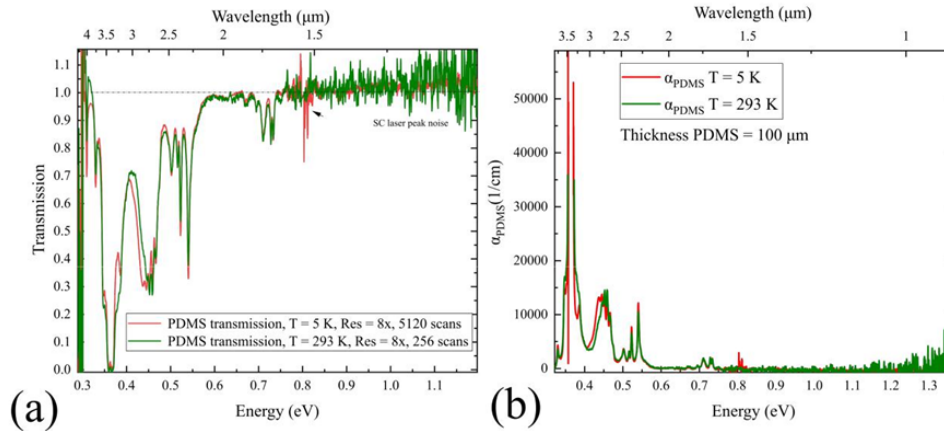 Wavelength (μm)
4 3.5 3 2.5 2 1.5
1.1
1.0
0.9
0.8
0.7
0.6
0.5
0.4
0.3
0.2
0.1
0.0
Transmission
SC laser peak noise
PDMS transmission, T = 5 K, Res = 8x, 5120 scans
PDMS transmission, T = 293 K, Res = 8x, 256 scans
0.3 0.4 0.5 0.6 0.7 0.8 0.9 1.0 1.1
Energy (eV)
(a)
Wavelength (μm)
3.5 3 2.5 2 1.5 1
50000
40000
30000
20000
10000
0
α_PDMS(1/cm)
α_PDMS T = 5 K
α_PDMS T = 293 K
Thickness PDMS = 100 μm
0.4 0.5 0.6 0.7 0.8 0.9 1.0 1.1 1.2 1.3
Energy (eV)
(b)